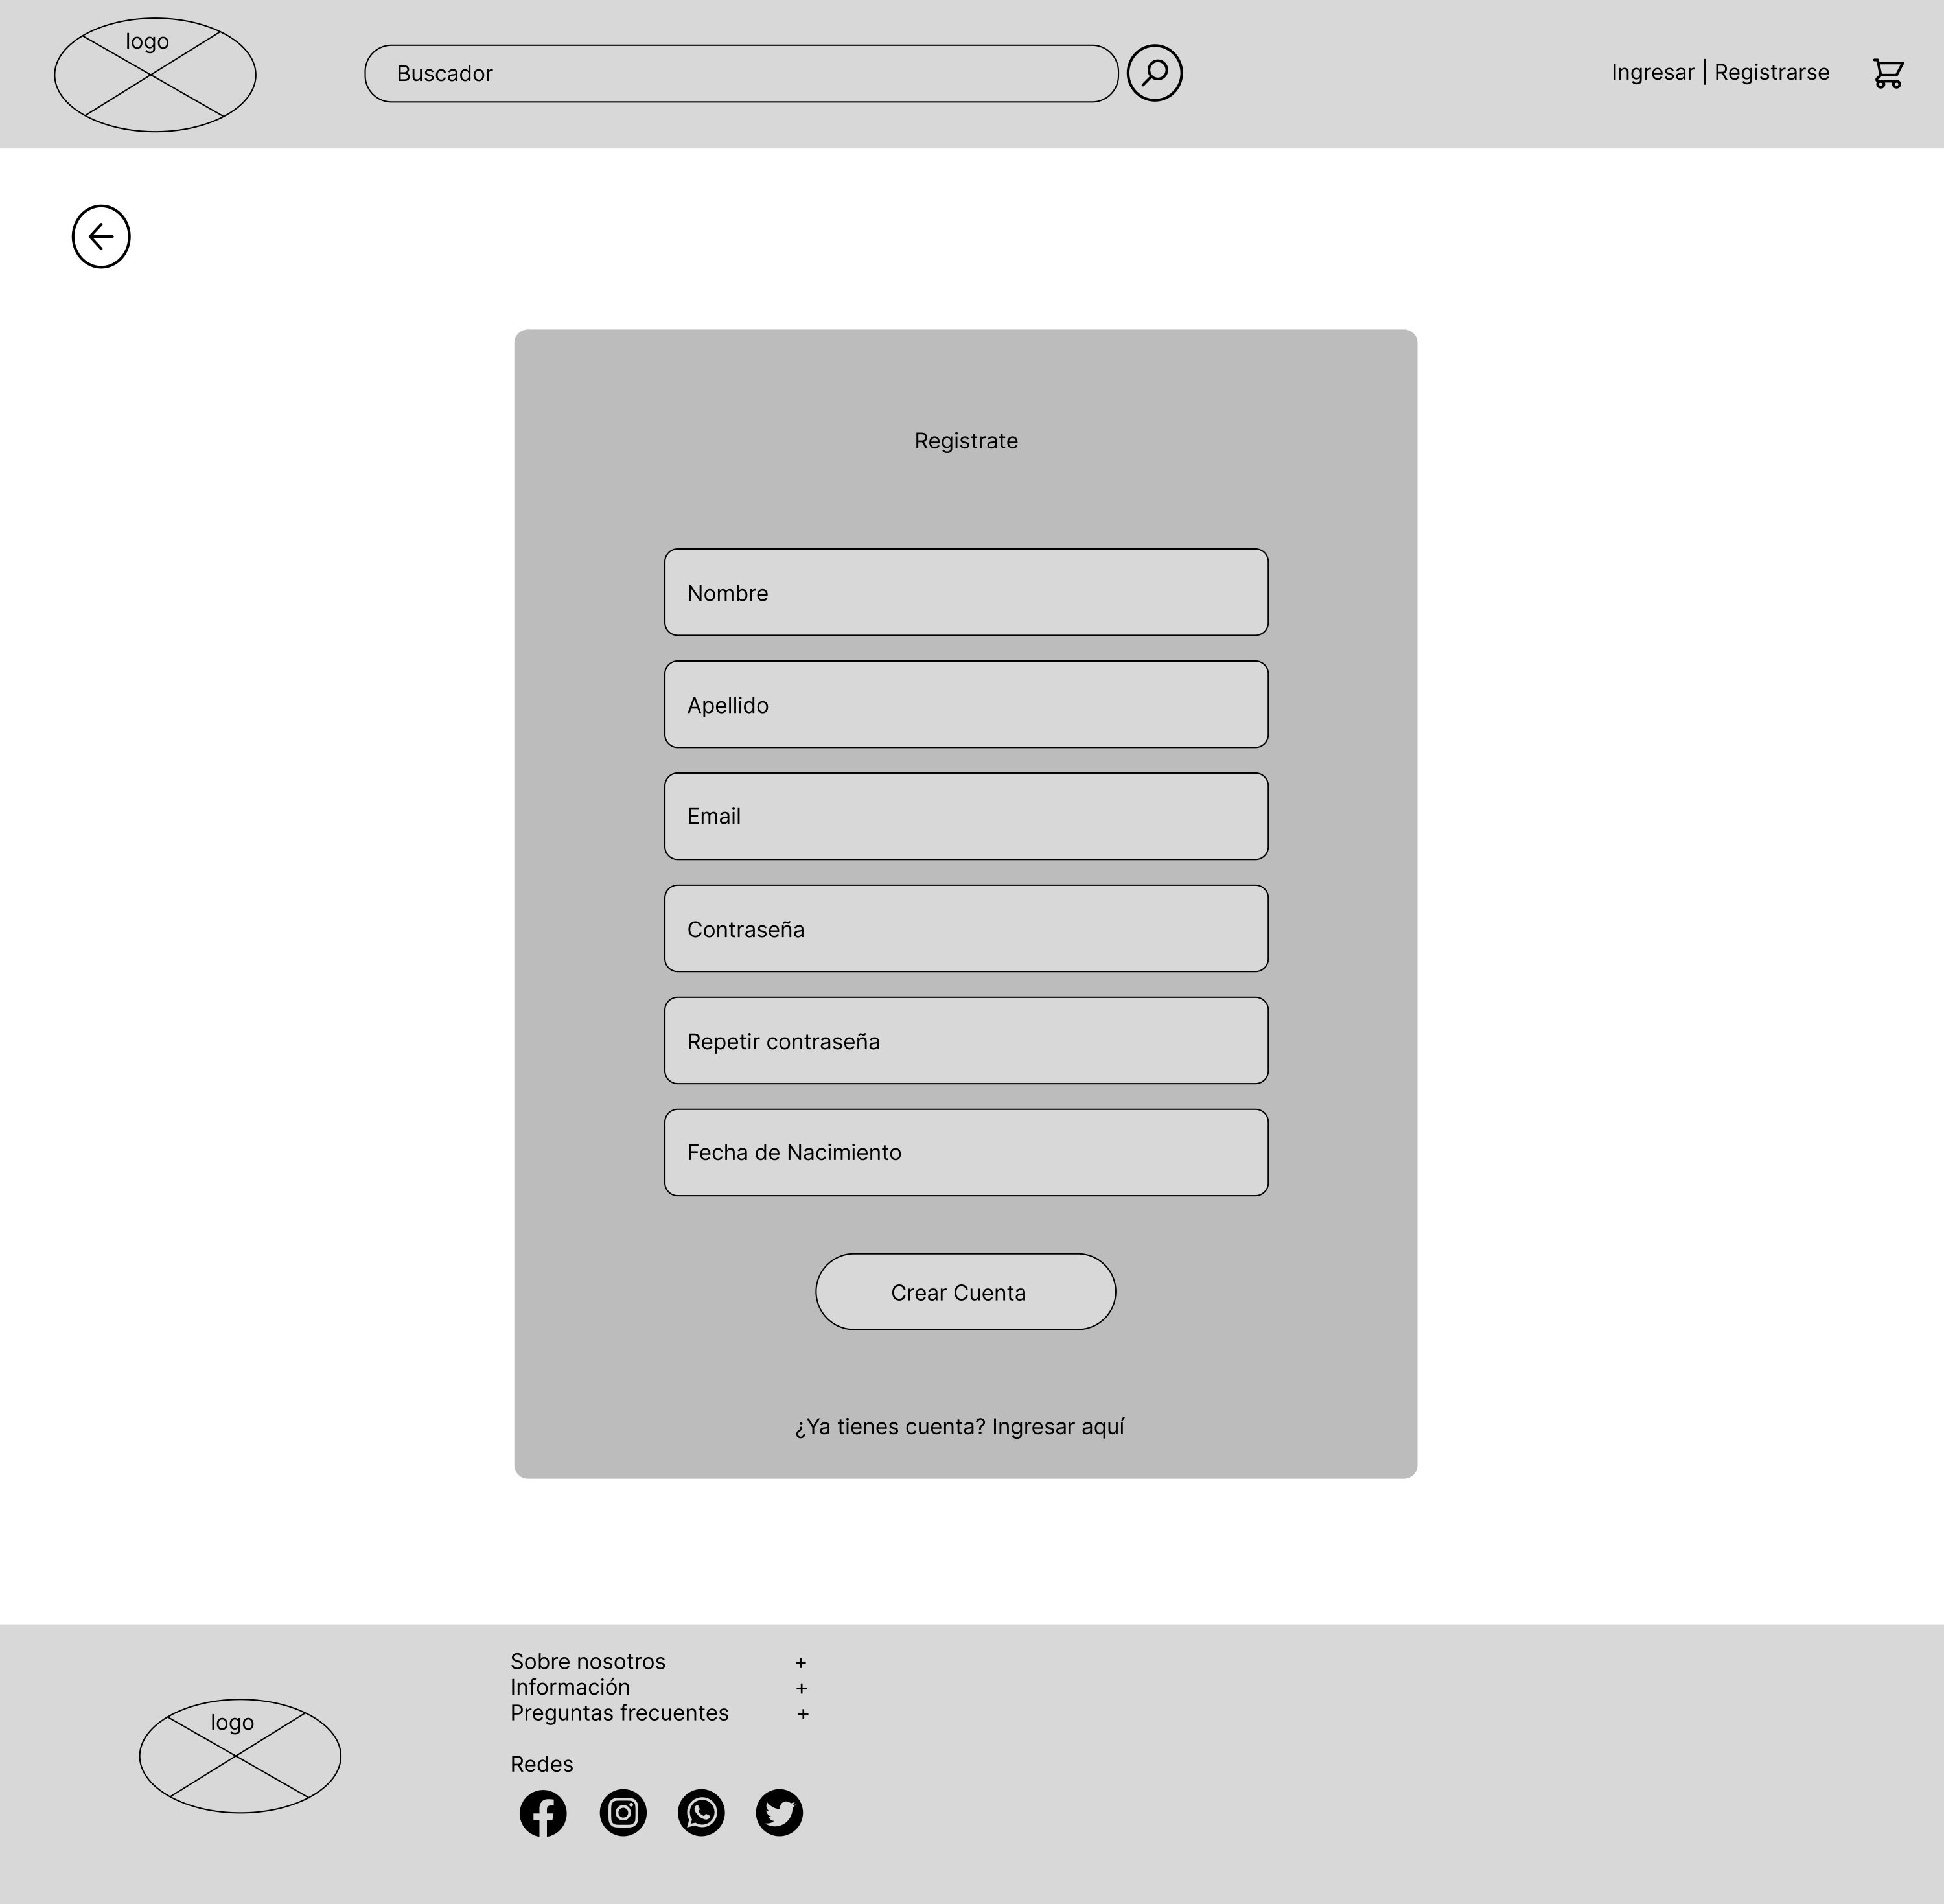 logo
Buscador
Ingresar | Registrarse
Registrate
Nombre
Apellido
Email
Contraseña
Repetir contraseña
Fecha de Nacimiento
Crear Cuenta
¿Ya tienes cuenta? Ingresar aquí
Sobre nosotros +
Información +
Preguntas frecuentes +
logo
Redes